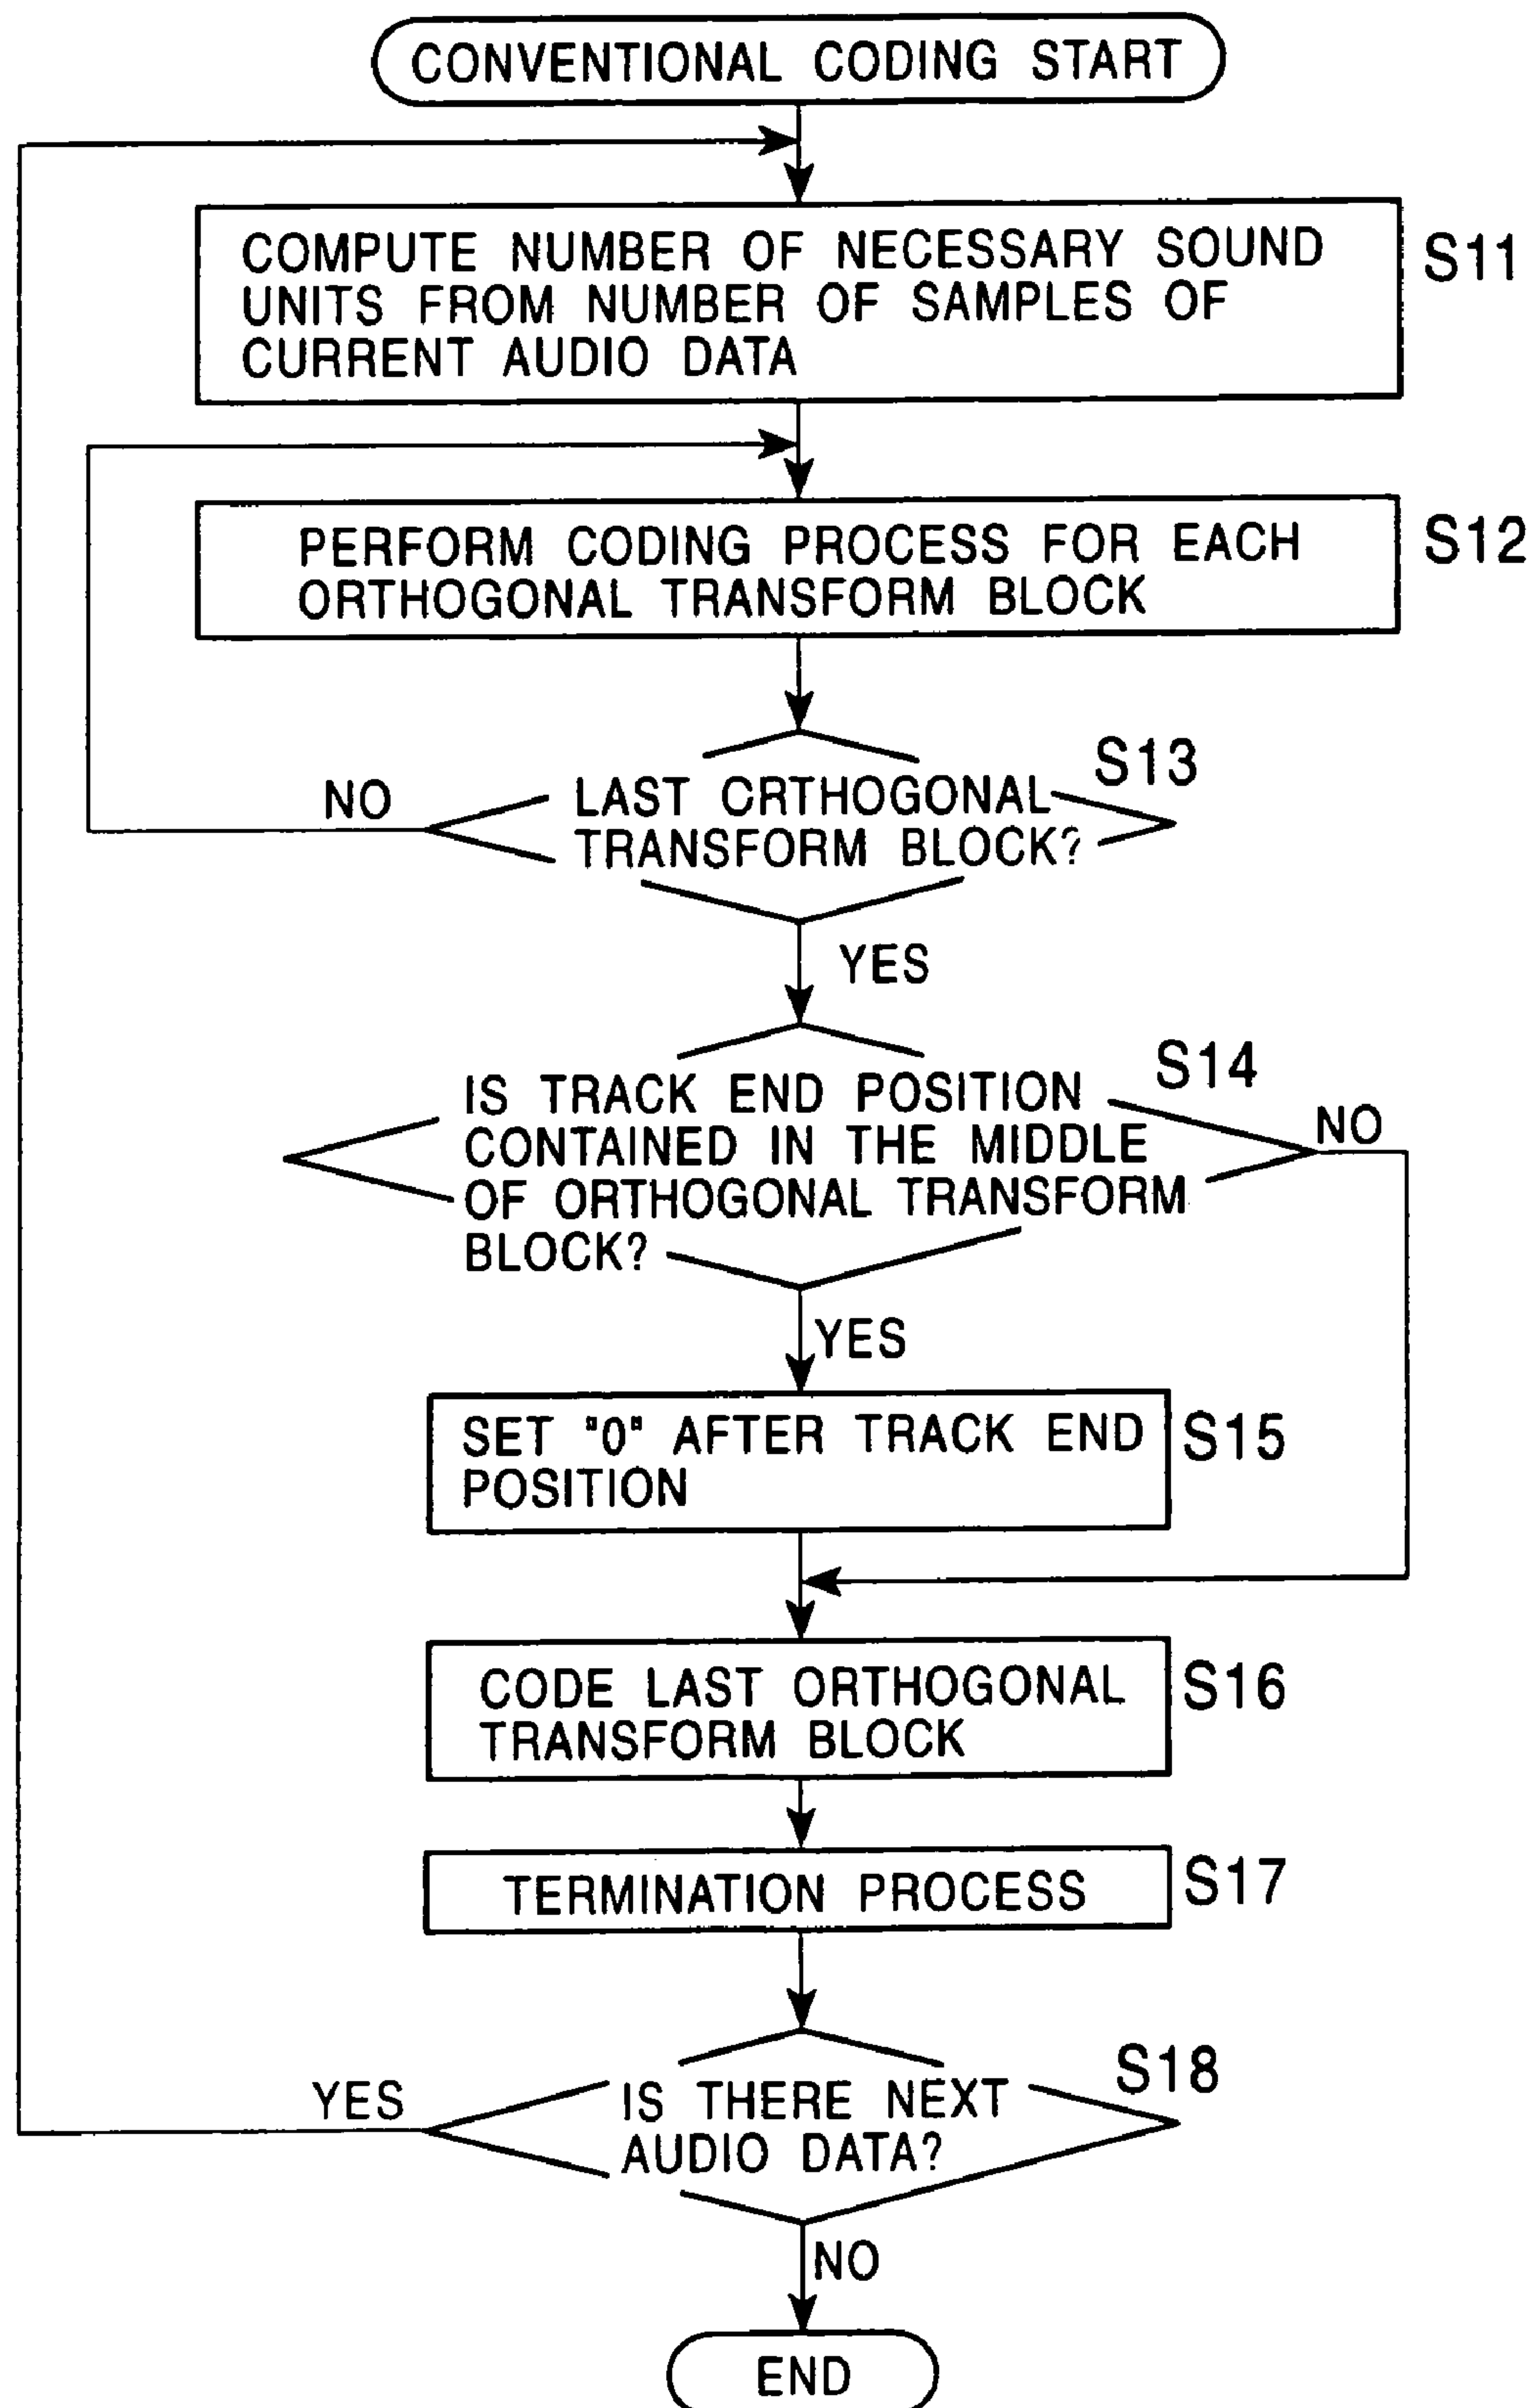 CONVENTIONAL CODING START
COMPUTE NUMBER OF NECESSARY SOUND
UNITS FROM NUMBER OF SAMPLES OF
CURRENT AUDIO DATA
S11
PERFORM CODING PROCESS FOR EACH
ORTHOGONAL TRANSFORM BLOCK
S12
S13
NO
LAST CRTHOGONAL
TRANSFORM BLOCK?
YES
S14
IS TRACK END POSITION
CONTAINED IN THE MIDDLE
OF ORTHOGONAL TRANSFORM
BLOCK?
NO
YES
SET "0" AFTER TRACK END
POSITION
S15
CODE LAST ORTHOGONAL
TRANSFORM BLOCK
S16
TERMINATION PROCESS
S17
S18
YES
IS THERE NEXT
AUDIO DATA?
NO
END